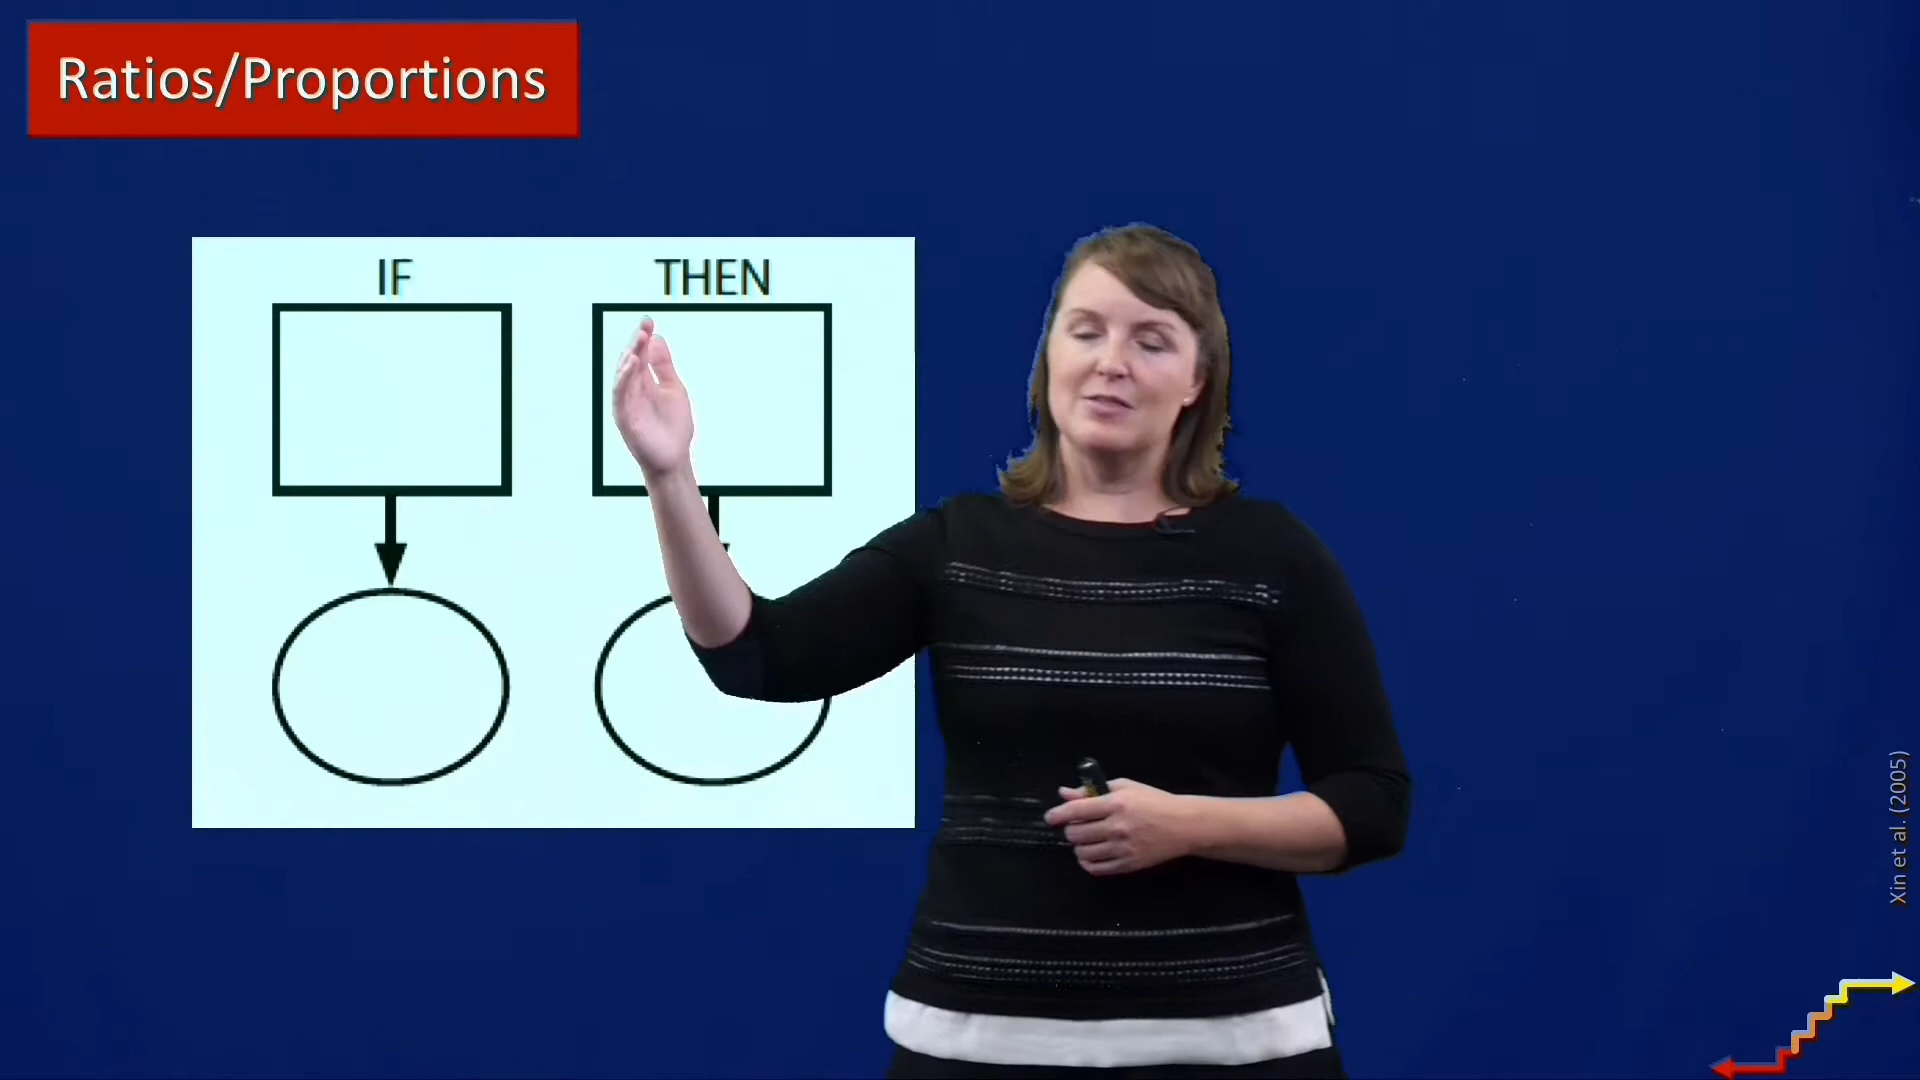 Ratios/Proportions
IF
THEN
Xin et al. (2005)